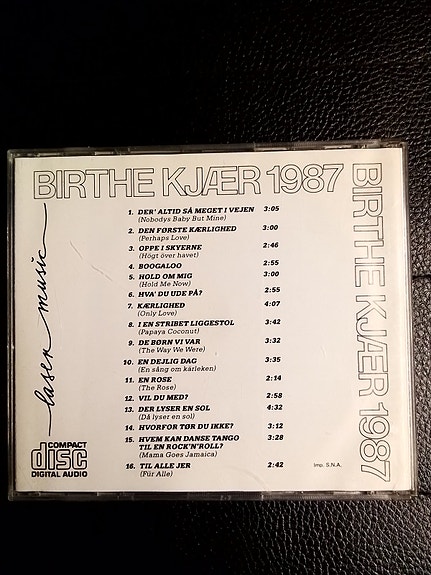 BIRTHE KJÆR 1987
BIRTHE KJÆR 1987
laser music
1. DER' ALTID SÅ MEGET I VEJEN 3:05
(Nobodys Baby But Mine)
2. DEN FØRSTE KÆRLIGHED 3:00
(Perhaps Love)
3. OPPE I SKYERNE 2:46
(Högt över havet)
4. BOOGALOO 2:55
5. HOLD OM MIG 3:00
(Hold Me Now)
6. HVA' DU UDE PÅ? 2:55
7. KÆRLIGHED 4:07
(Only Love)
8. I EN STRIBET LIGGESTOL 3:42
(Papaya Coconut)
9. DE BØRN VI VAR 3:32
(The Way We Were)
10. EN DEJLIG DAG 3:35
(En sång om kärleken)
11. EN ROSE 2:14
(The Rose)
12. VIL DU MED? 2:58
13. DER LYSER EN SOL 4:32
(Då lyser en sol)
14. HVORFOR TØR DU IKKE? 3:12
15. HVEM KAN DANSE TANGO 3:28
TIL EN ROCK'N'ROLL?
(Mama Goes Jamaica)
16. TIL ALLE JER 2:42
(Für Alle)
Imp. S.N.A.
COMPACT
disc
DIGITAL AUDIO